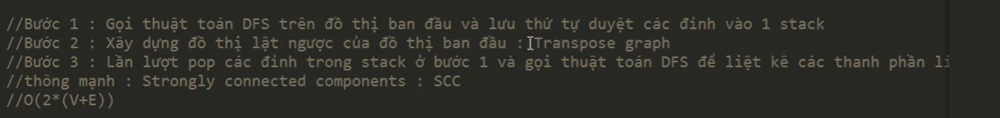 //Bước 1 : Gọi thuật toán DFS trên đồ thị ban đầu và lưu thứ tự duyệt các đỉnh vào 1 stack
//Bước 2 : Xây dựng đồ thị lật ngược của đồ thị ban đầu : Transpose graph
//Bước 3 : Lần lượt pop các đỉnh trong stack ở bước 1 và gọi thuật toán DFS để liệt kê các thanh phần li
//thông mạnh : Strongly connected components : SCC
//O(2*(V+E))